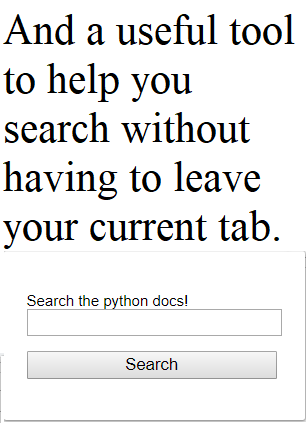 And a useful tool
to help you
search without
having to leave
your current tab.
Search the python docs!
Search